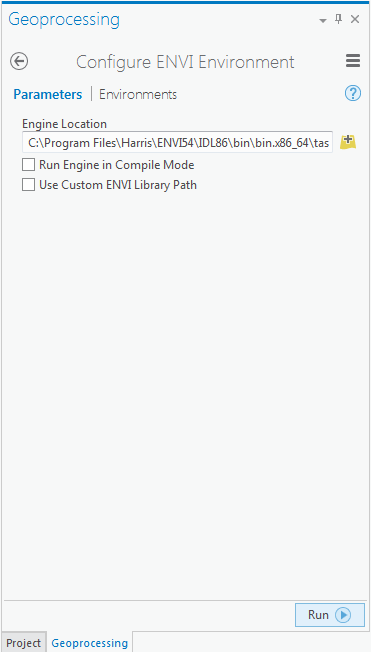 Geoprocessing
Configure ENVI Environment
Parameters | Environments
?
Engine Location
C:\Program Files\Harris\ENVI54\IDL86\bin\bin.x86_64\tas
Run Engine in Compile Mode
Use Custom ENVI Library Path
Run
Project Geoprocessing